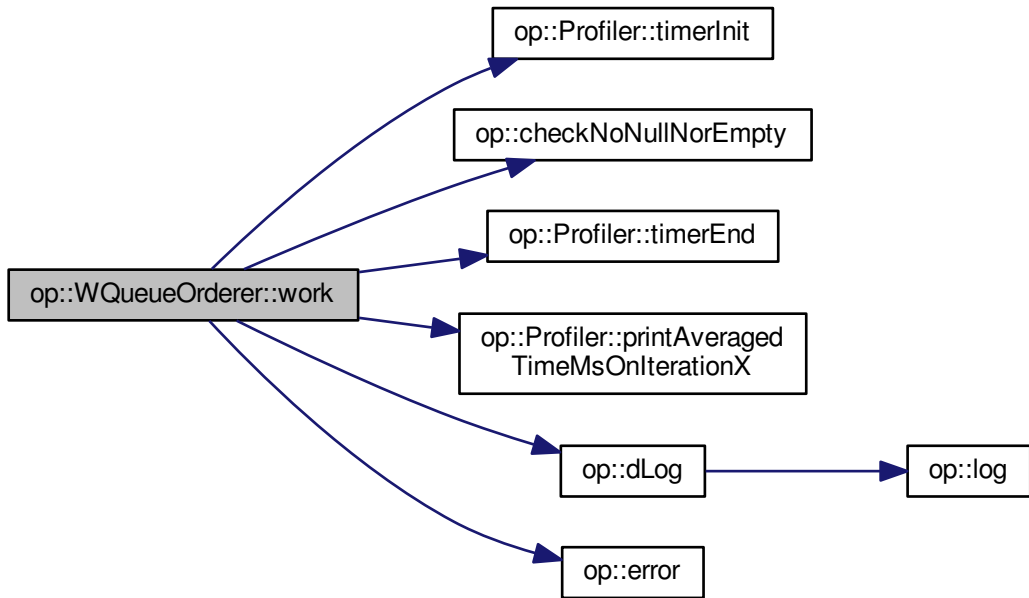 op::Profiler::timerInit
op::checkNoNullNorEmpty
op::Profiler::timerEnd
op::WQueueOrderer::work
op::Profiler::printAveraged
TimeMsOnIterationX
op::dLog
op::log
op::error